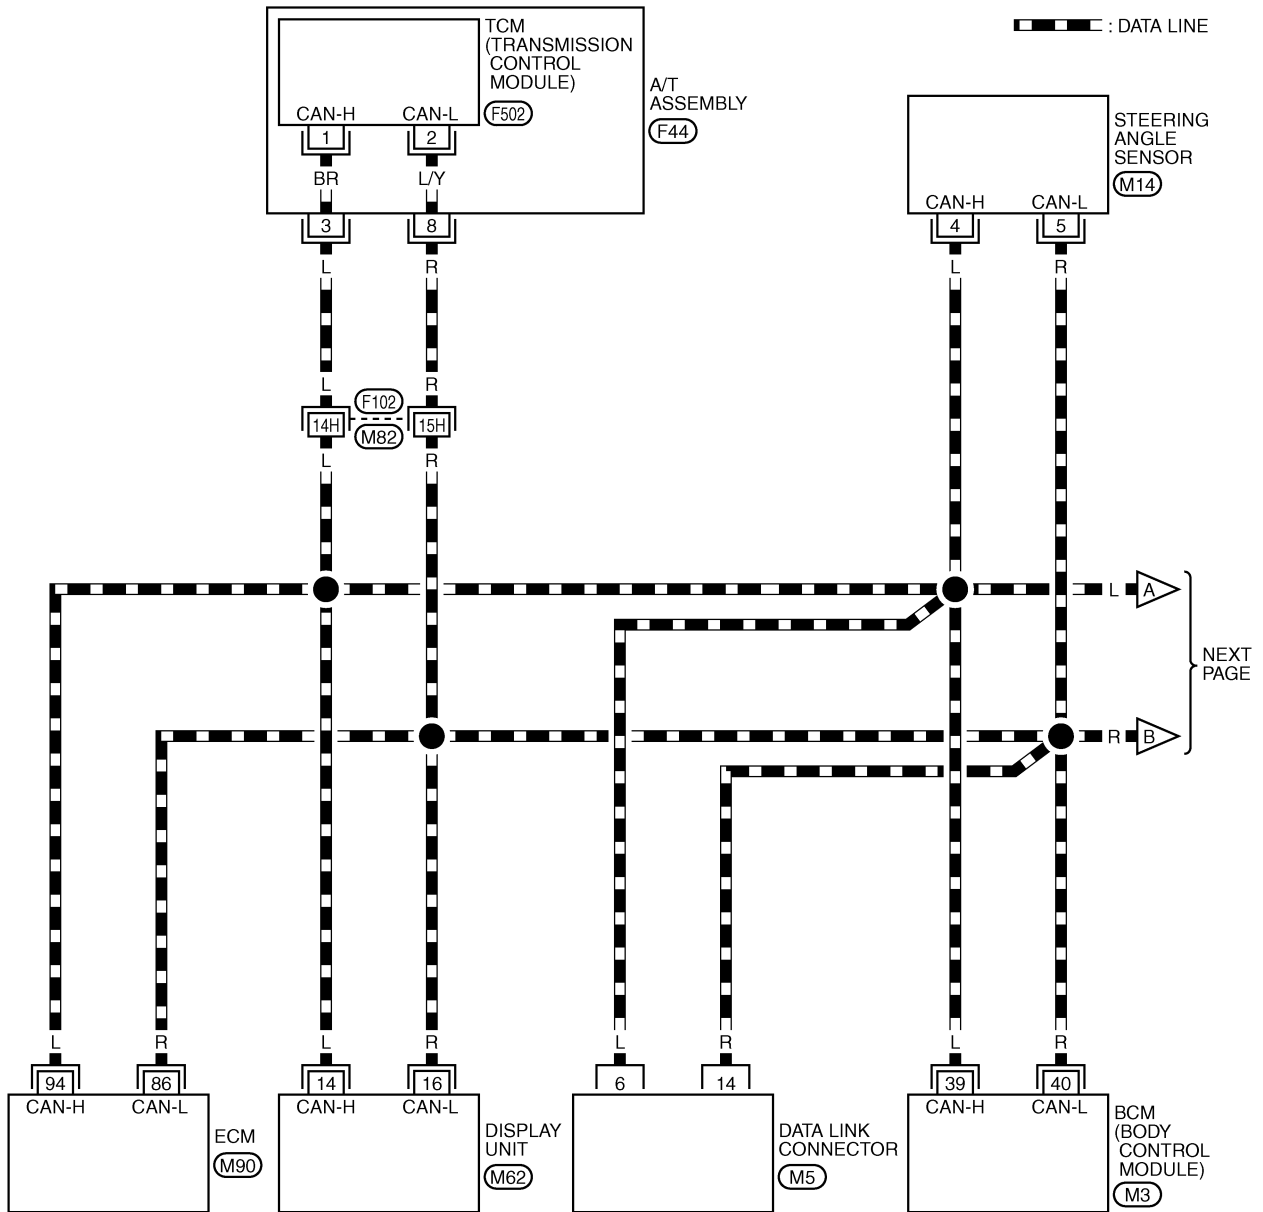 TCM
(TRANSMISSION
CONTROL
MODULE)
F502
CAN-H
CAN-L
1
2
BR
L/Y
3
8
A/T
ASSEMBLY
F44
: DATA LINE
STEERING
ANGLE
SENSOR
M14
CAN-H
CAN-L
4
5
L
R
L
R
L
R
F102
14H
15H
M82
L
R
L
A
NEXT
PAGE
R
B
L
R
L
R
L
R
L
R
94
86
14
16
6
14
39
40
CAN-H
CAN-L
CAN-H
CAN-L
CAN-H
CAN-L
ECM
M90
DISPLAY
UNIT
M62
DATA LINK
CONNECTOR
M5
BCM
(BODY
CONTROL
MODULE)
M3